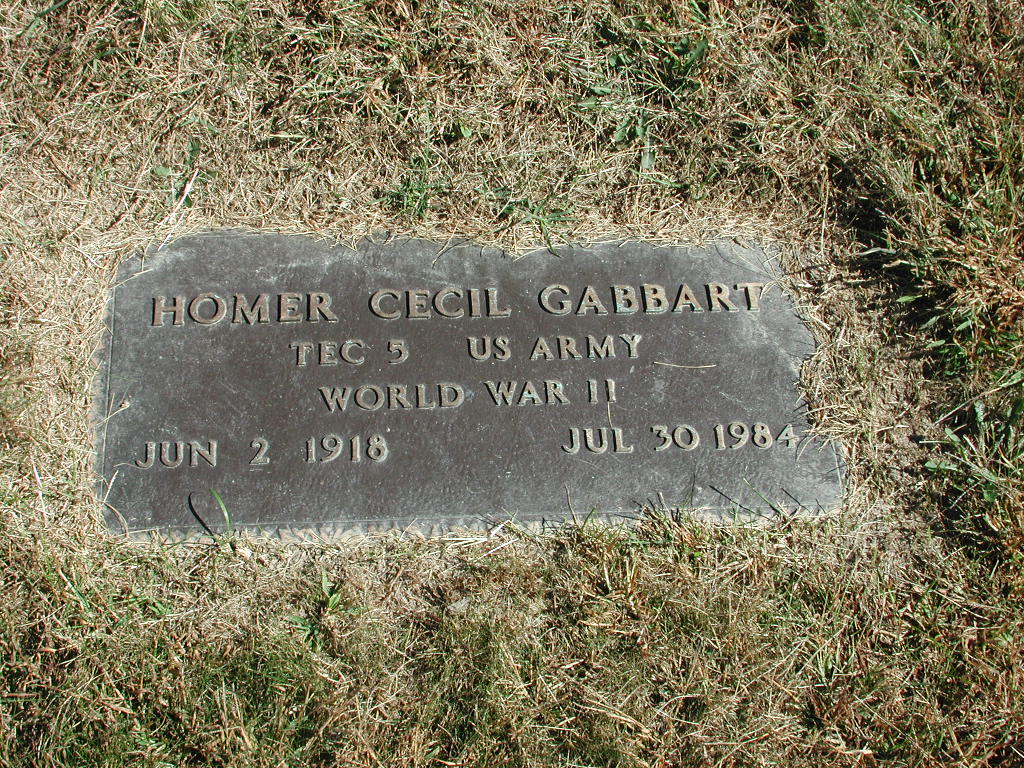 HOMER CECIL GABBART
TEC 5 US ARMY
WORLD WAR II
JUN 2 1918 JUL 30 1984